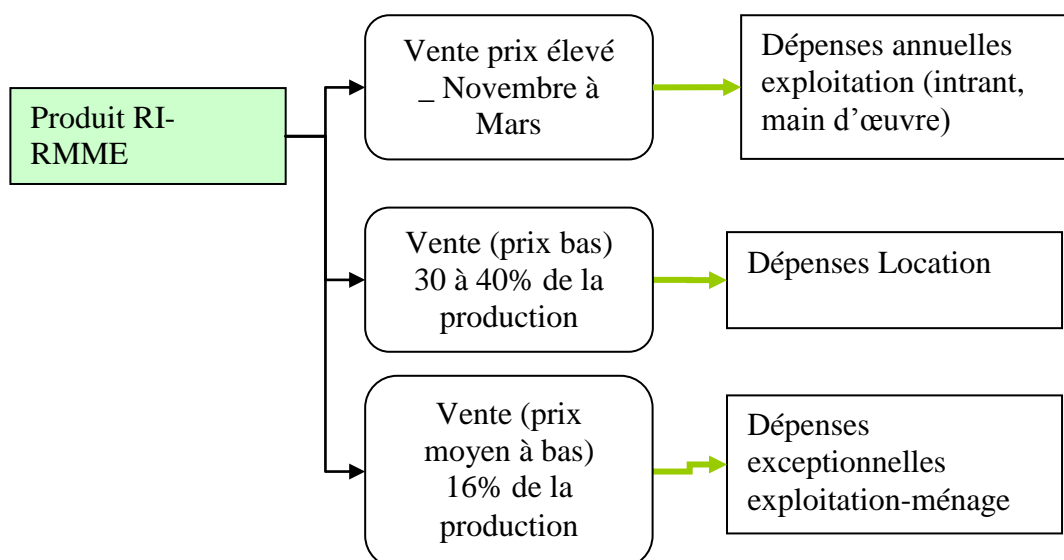 Produit RI-
RMME
Vente prix élevé
_ Novembre à
Mars
Dépenses annuelles
exploitation (intrant,
main d’œuvre)
Vente (prix bas)
30 à 40% de la
production
Dépenses Location
Vente (prix
moyen à bas)
16% de la
production
Dépenses
exceptionnelles
exploitation-ménage